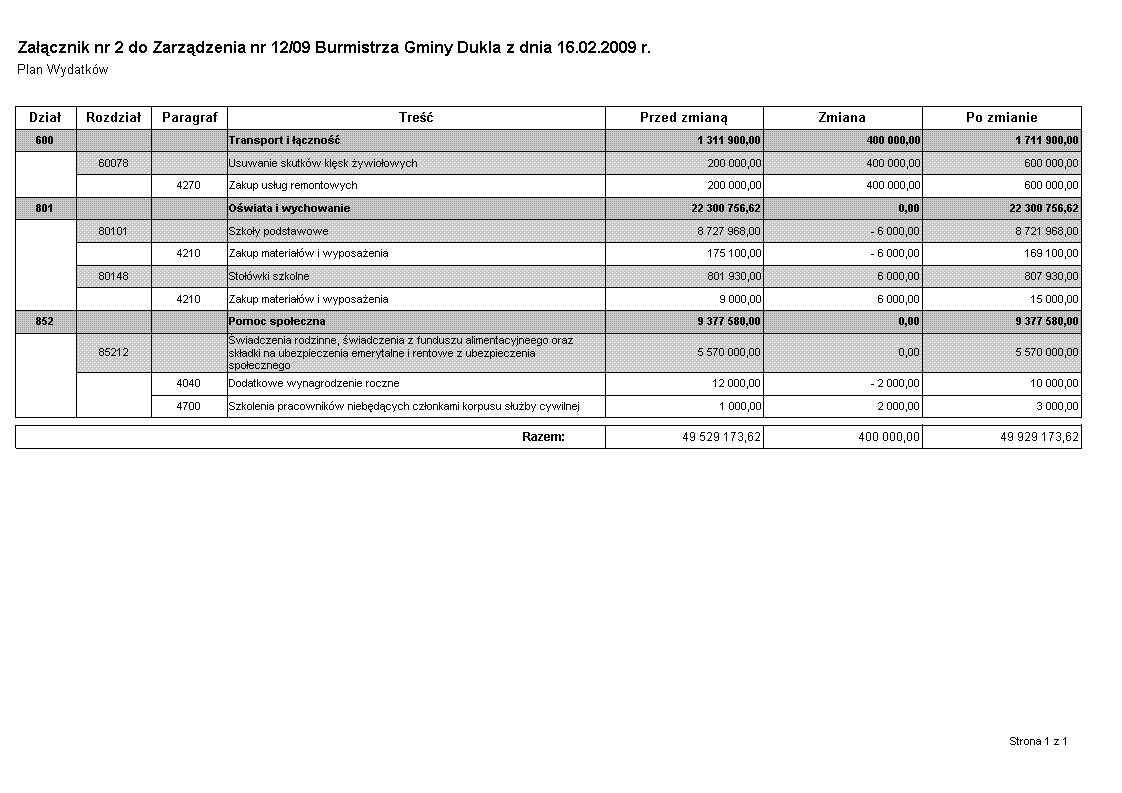 Załącznik nr 2 do Zarządzenia nr 12/09 Burmistrza Gminy Dukla z dnia 16.02.2009 r.
Plan Wydatków
Dział Rozdział Paragraf Treść Przed zmianą Zmiana Po zmianie
600 Transport i łączność 1 311 900,00 400 000,00 1 711 900,00
60078 Usuwanie skutków klęsk żywiołowych 200 000,00 400 000,00 600 000,00
4270 Zakup usług remontowych 200 000,00 400 000,00 600 000,00
801 Oświata i wychowanie 22 300 756,62 0,00 22 300 756,62
80101 Szkoły podstawowe 8 727 968,00 - 6 000,00 8 721 968,00
4210 Zakup materiałów i wyposażenia 175 100,00 - 6 000,00 169 100,00
80148 Stołówki szkolne 801 930,00 6 000,00 807 930,00
4210 Zakup materiałów i wyposażenia 9 000,00 6 000,00 15 000,00
852 Pomoc społeczna 9 377 580,00 0,00 9 377 580,00
Świadczenia rodzinne, świadczenia z funduszu alimentacyjneego oraz
85212 składki na ubezpieczenia emerytalne i rentowe z ubezpieczenia 5 570 000,00 0,00 5 570 000,00
społecznego
4040 Dodatkowe wynagrodzenie roczne 12 000,00 - 2 000,00 10 000,00
4700 Szkolenia pracowników niebędących członkami korpusu służby cywilnej 1 000,00 2 000,00 3 000,00
Razem: 49 529 173,62 400 000,00 49 929 173,62
Strona 1 z 1